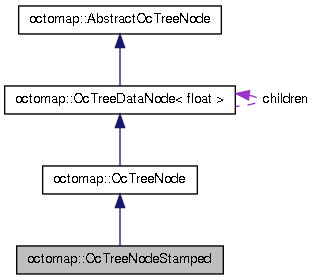 octomap::AbstractOcTreeNode
octomap::OcTreeDataNode< float >
children
octomap::OcTreeNode
octomap::OcTreeNodeStamped